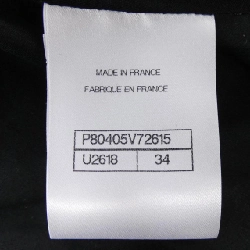 MADE IN FRANCE
FABRIQUE EN FRANCE
P80405V72615
U2618 34